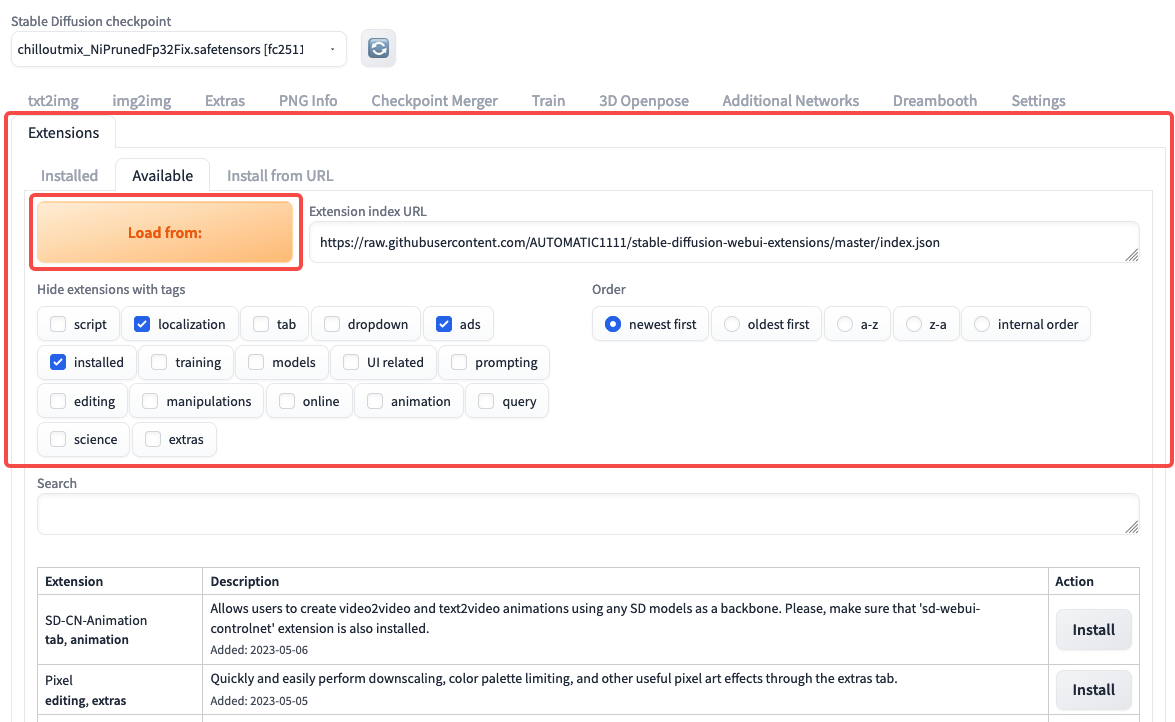 Stable Diffusion checkpoint
chilloutmix_NiPrunedFp32Fix.safetensors [fc2511
txt2img img2img Extras PNG Info Checkpoint Merger Train 3D Openpose Additional Networks Dreambooth Settings
Extensions
Installed Available Install from URL
Load from:
Extension index URL
https://raw.githubusercontent.com/AUTOMATIC1111/stable-diffusion-webui-extensions/master/index.json
Hide extensions with tags
script localization tab dropdown ads
installed training models UI related prompting
editing manipulations online animation query
science extras
Order
newest first oldest first a-z z-a internal order
Search
Extension Description Action
SD-CN-Animation
tab, animation
Allows users to create video2video and text2video animations using any SD models as a backbone. Please, make sure that 'sd-webui-
controlnet' extension is also installed.
Added: 2023-05-06
Install
Pixel
editing, extras
Quickly and easily perform downscaling, color palette limiting, and other useful pixel art effects through the extras tab.
Added: 2023-05-05
Install